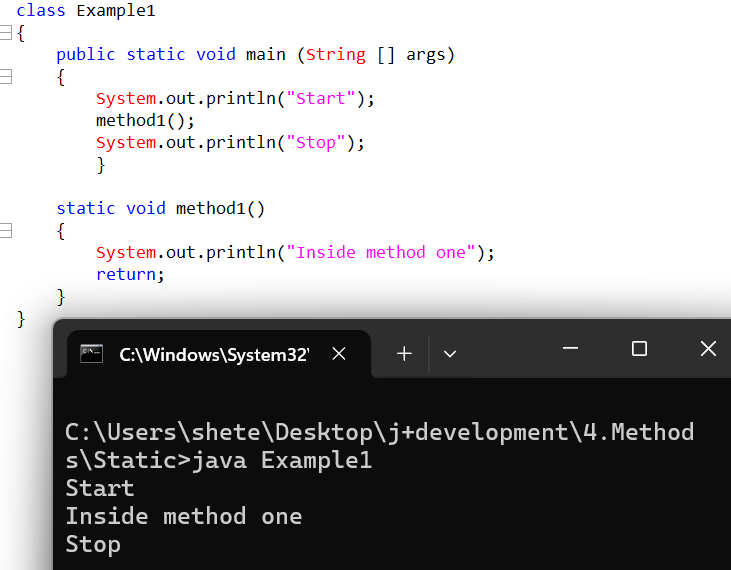 class Example1
{
    public static void main (String [] args)
    {
        System.out.println("Start");
        method1();
        System.out.println("Stop");
        }

    static void method1()
    {
        System.out.println("Inside method one");
        return;
    }
}
C:\Windows\System32\
C:\Users\shete\Desktop\j+development\4.Method
s\Static>java Example1
Start
Inside method one
Stop